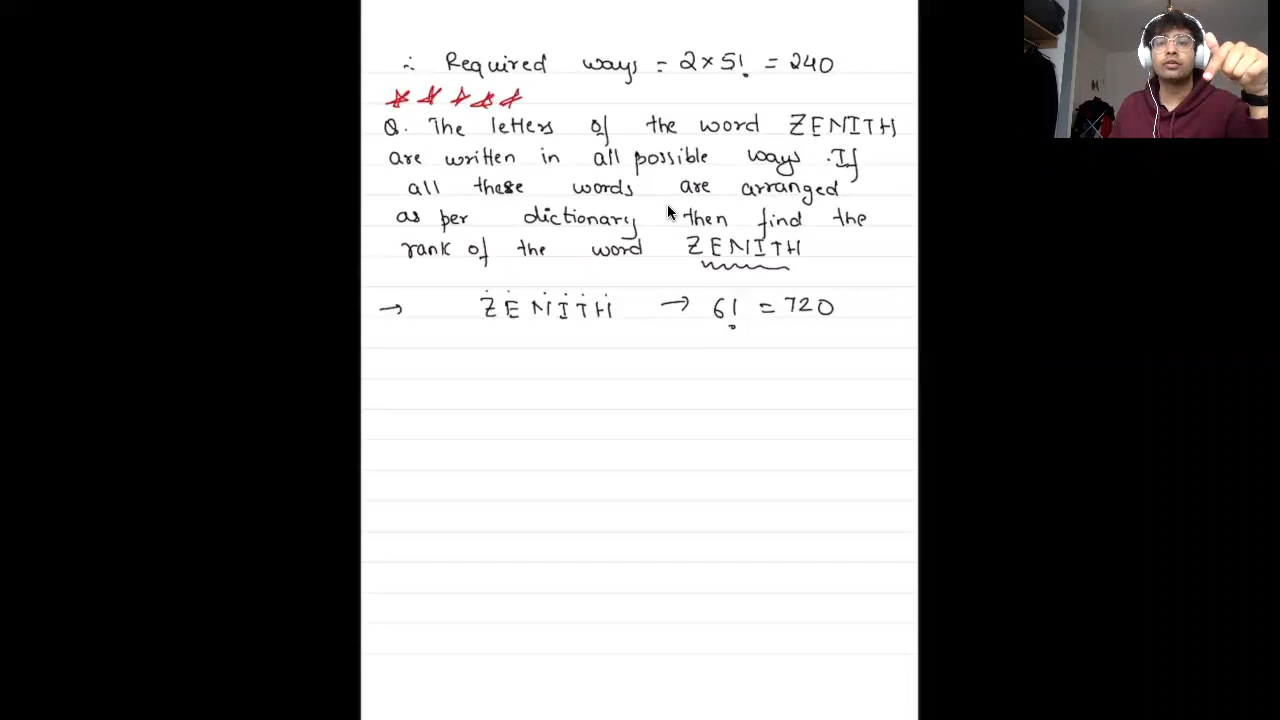 ∴ Required ways = 2 × 5! = 240
Q. The letters of the word ZENITH
are written in all possible ways. If
all these words are arranged
as per dictionary then find the
rank of the word ZENITH
→ ZENITH → 6! = 720